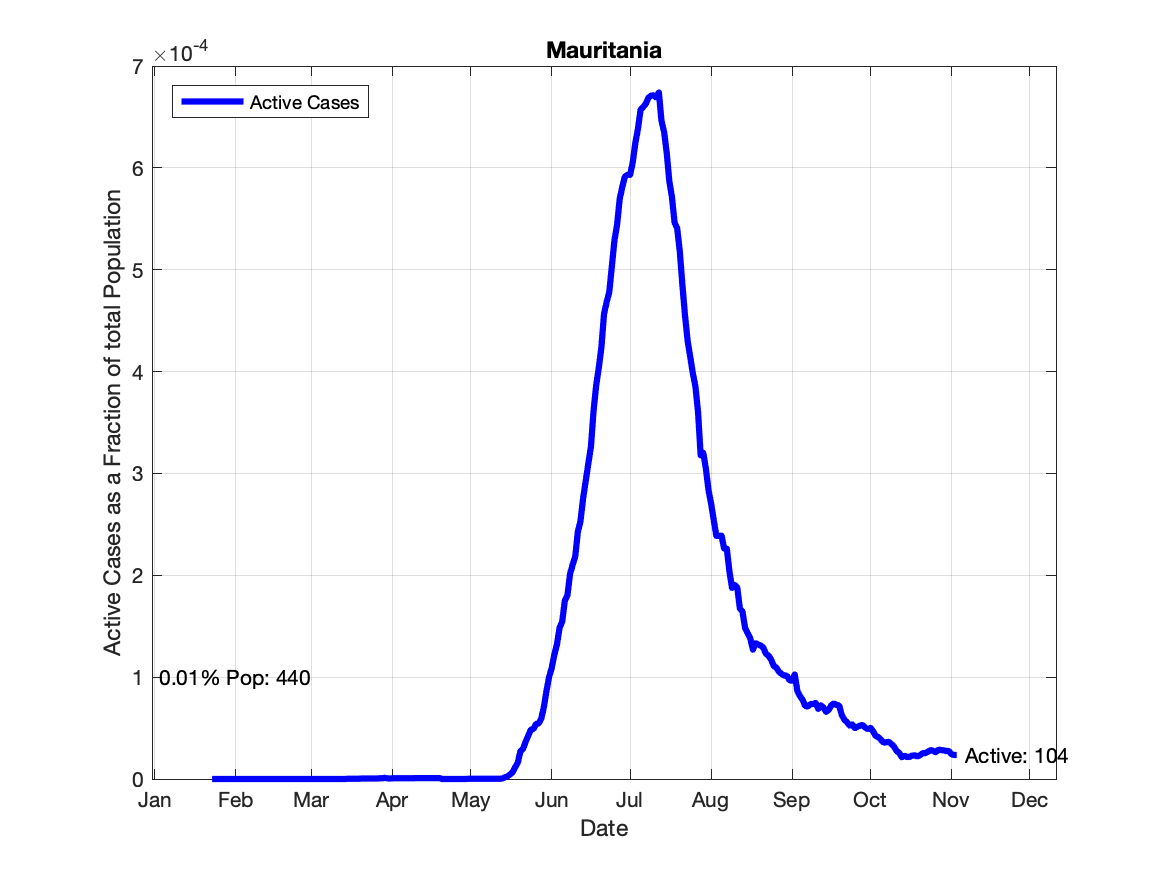 ×10-4
Mauritania
Active Cases
7
6
5
4
3
2
1
0
Active Cases as a Fraction of total Population
0.01% Pop: 440
Active: 104
Jan Feb Mar Apr May Jun Jul Aug Sep Oct Nov Dec
Date